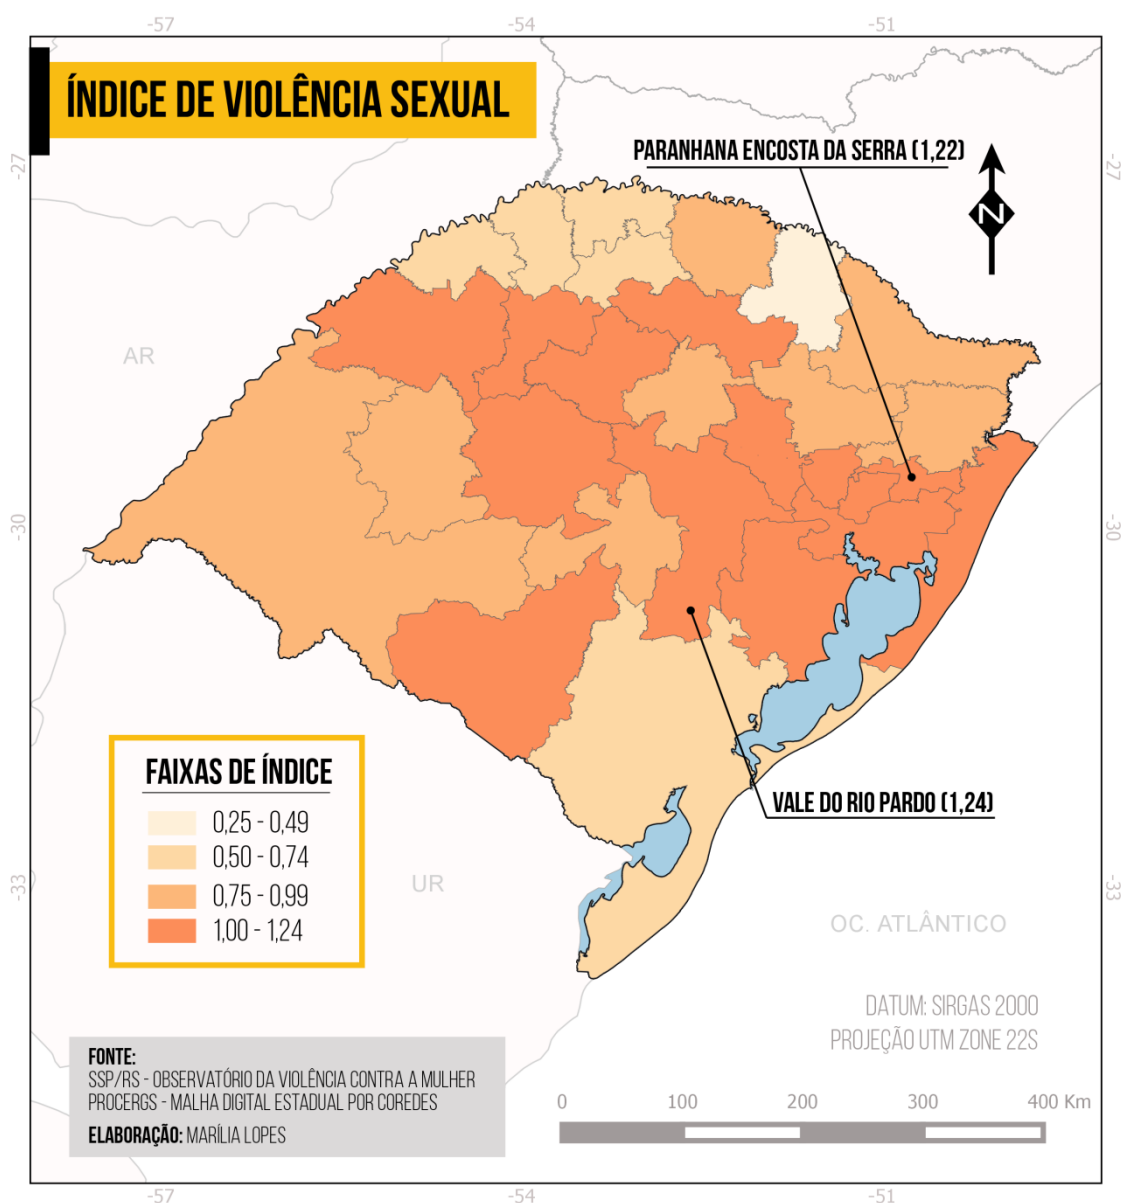 -57
-54
-51
ÍNDICE DE VIOLÊNCIA SEXUAL
PARANHANA ENCOSTA DA SERRA (1,22)
-27
-27
N
AR
-30
-30
FAIXAS DE ÍNDICE
0,25 - 0,49
0,50 - 0,74
0,75 - 0,99
1,00 - 1,24
VALE DO RIO PARDO (1,24)
UR
-33
-33
OC. ATLÂNTICO
DATUM: SIRGAS 2000
PROJEÇÃO UTM ZONE 22S
FONTE:
SSP/RS - OBSERVATÓRIO DA VIOLÊNCIA CONTRA A MULHER
PROCERGS - MALHA DIGITAL ESTADUAL POR COREDES
ELABORAÇÃO: MARÍLIA LOPES
0 100 200 300 400 Km
-57
-54
-51